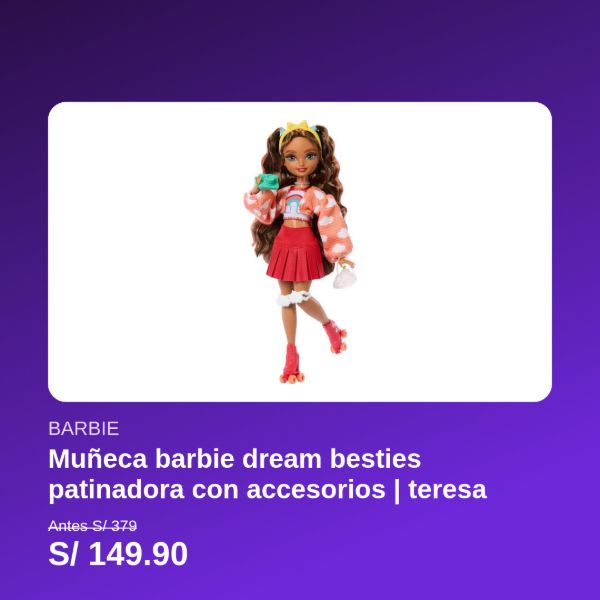 BARBIE
Muñeca barbie dream besties
patinadora con accesorios | teresa
Antes S/ 379
S/ 149.90